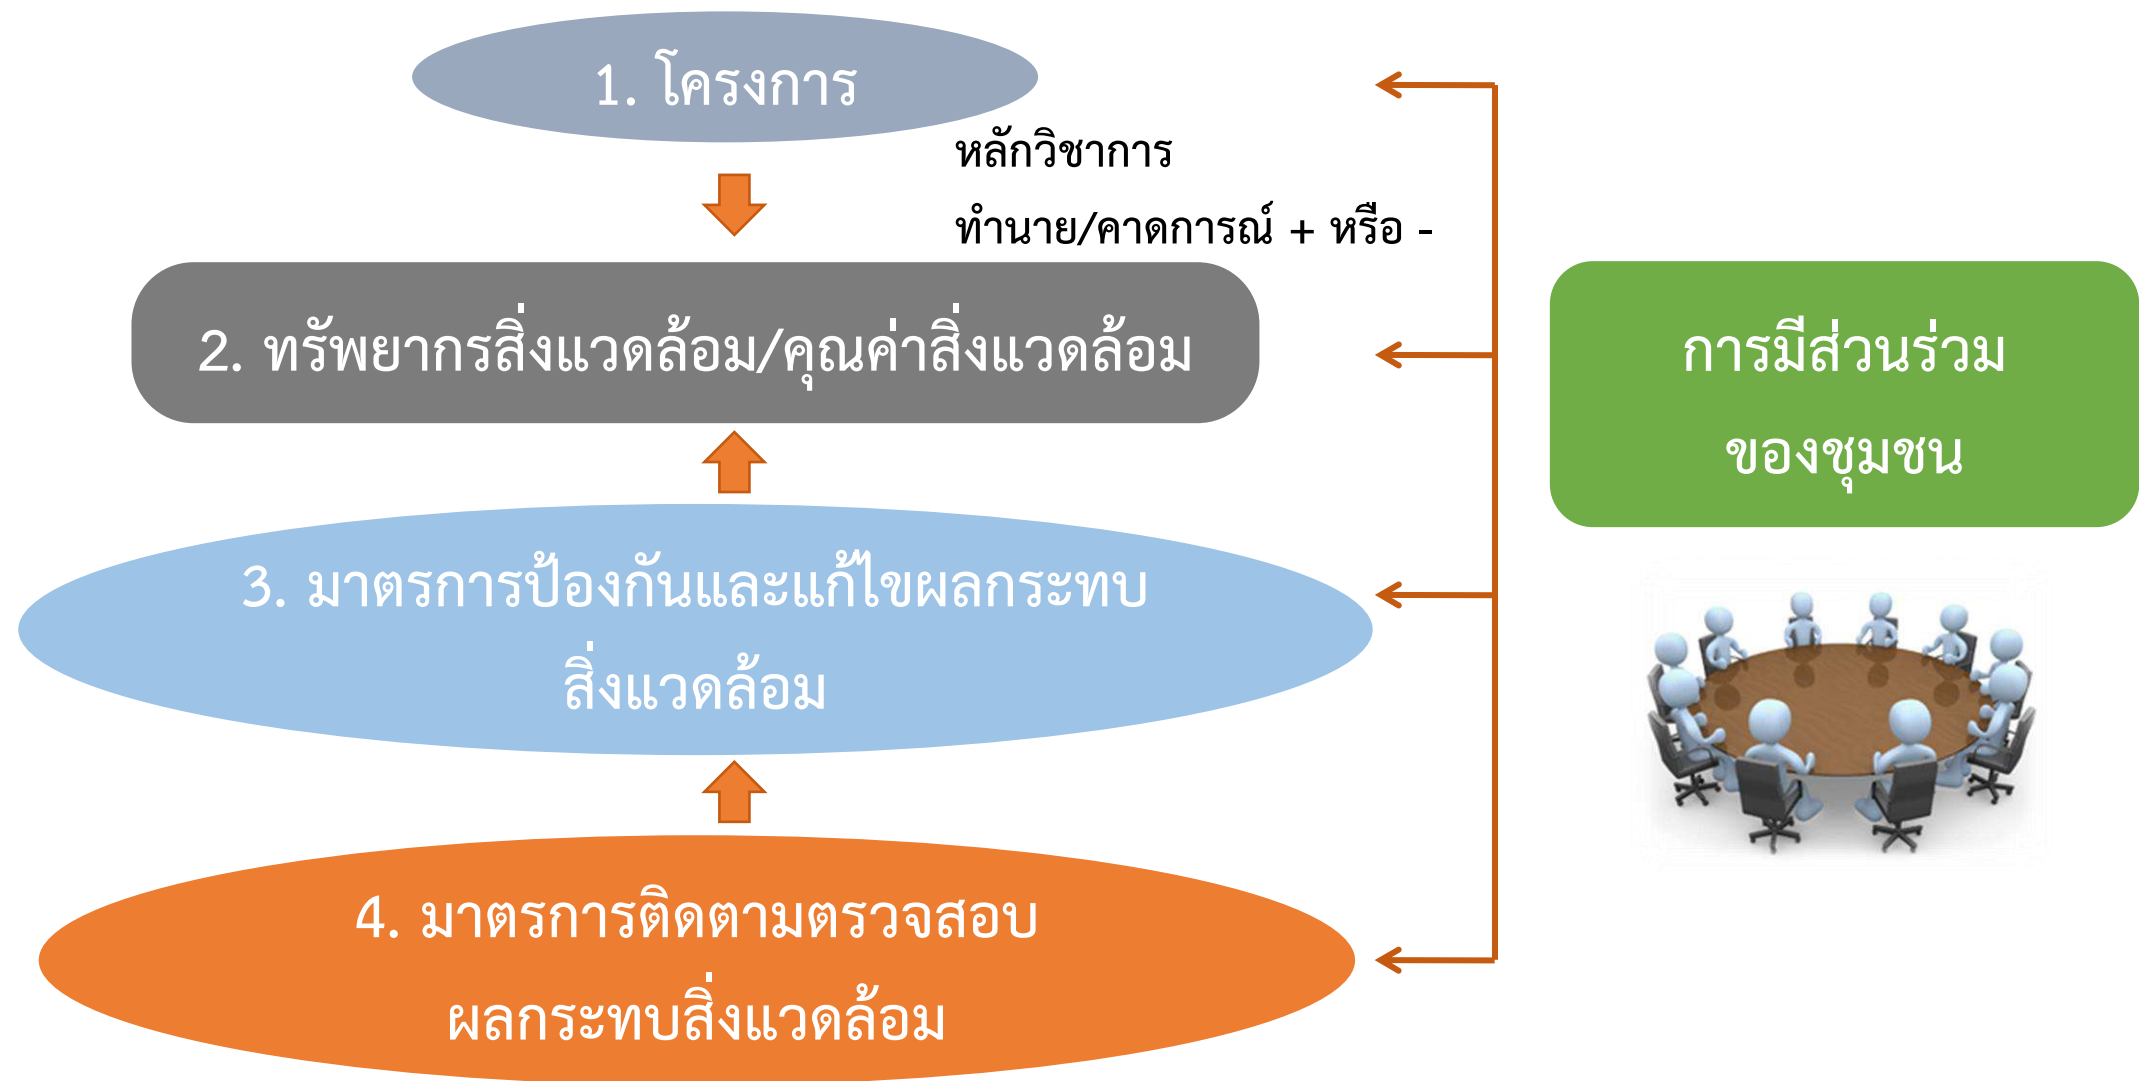 1. โครงการ
หลักวิชาการ
ทำนาย/คาดการณ์ + หรือ -
2. ทรัพยากรสิ่งแวดล้อม/คุณค่าสิ่งแวดล้อม
3. มาตรการป้องกันและแก้ไขผลกระทบ
สิ่งแวดล้อม
4. มาตรการติดตามตรวจสอบ
ผลกระทบสิ่งแวดล้อม
การมีส่วนร่วม
ของชุมชน